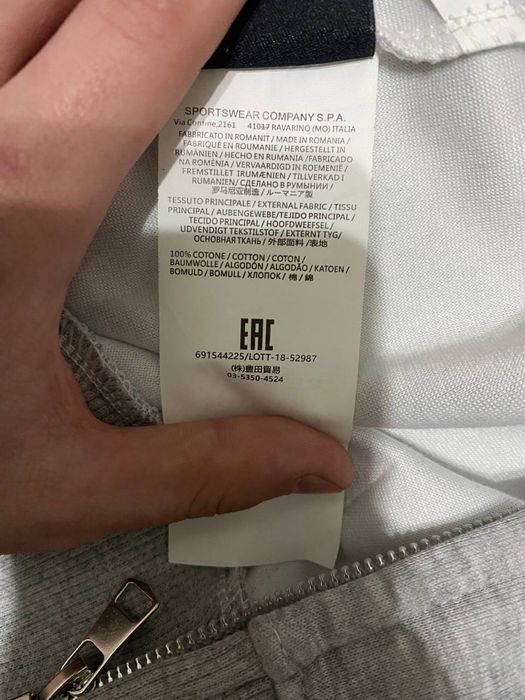 SPORTSWEAR COMPANY S.P.A.
Via Confine.2161 41017 RAVARINO (MO) ITALIA
FABBRICATO IN ROMANIT / MADE IN ROMANIA /
FABRIQUÉ EN ROUMANIE / HERGESTELLT IN
RUMÄNIEN / HECHO EN RUMANIA / FABRICADO
NA ROMÉNIA / VERVAARDIGD IN ROEMENIË /
FREMSTILLET IRUMÆNIEN / TILLVERKAD I
RUMANIEN / СДЕЛАНО В РУМЫНИИ /
罗马尼亚制造 / ルーマニア製
TESSUTO PRINCIPALE / EXTERNAL FABRIC / TISSU
PRINCIPAL / AUBENGEWEBE / TEJIDO PRINCIPAL /
TECIDO PRINCIPAL / HOOFDWEEFSEL /
UDVENDIGT TEKSTILSTOF / EXTERNT TYG /
ОСНОВНАЯ ТКАНЬ / 外部面料 / 表地
100% COTONE / COTTON / COTON /
BAUMWOLLE / ALGODÓN / ALGODÃO / KATOEN /
BOMULD / BOMULL / ХЛОПОК / 棉 / 綿
EAC
691544225/LOTT-18-52987
(株)豊田貿易
03-5350-4524